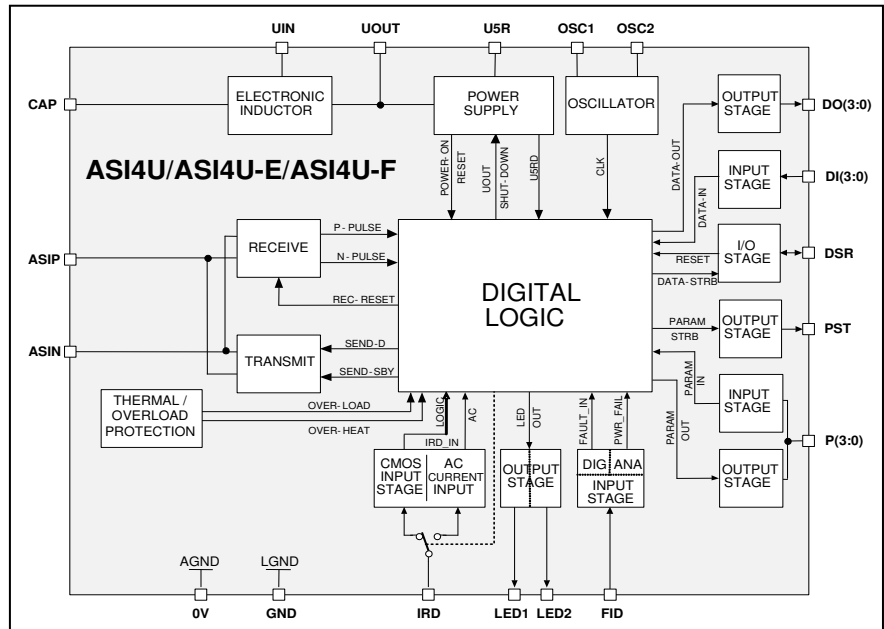 UIN UOUT U5R OSC1 OSC2
CAP
ELECTRONIC
INDUCTOR
POWER
SUPPLY
OSCILLATOR
OUTPUT
STAGE
DO(3:0)
ASI4U/ASI4U-E/ASI4U-F
POWER-ON
RESET
UOUT
SHUT-DOWN
U5RD
CLK
DATA-OUT
DATA-IN
INPUT
STAGE
DI(3:0)
ASIP
RECEIVE
P-PULSE
N-PULSE
REC-RESET
DIGITAL
LOGIC
RESET
DATA-STRB
I/O
STAGE
DSR
ASIN
TRANSMIT
SEND-D
SEND-SBY
PARAM
STRB
OUTPUT
STAGE
PST
THERMAL /
OVERLOAD
PROTECTION
OVER-LOAD
OVER-HEAT
LOGIC
IRD_IN
AC
LED
OUT
FAULT_IN
PWR_FAIL
PARAM
OUT
PARAM
IN
INPUT
STAGE
P(3:0)
OUTPUT
STAGE
CMOS
INPUT
STAGE
AC
CURRENT
INPUT
OUTPUT
STAGE
DIG ANA
INPUT
STAGE
AGND LGND
0V GND IRD LED1 LED2 FID